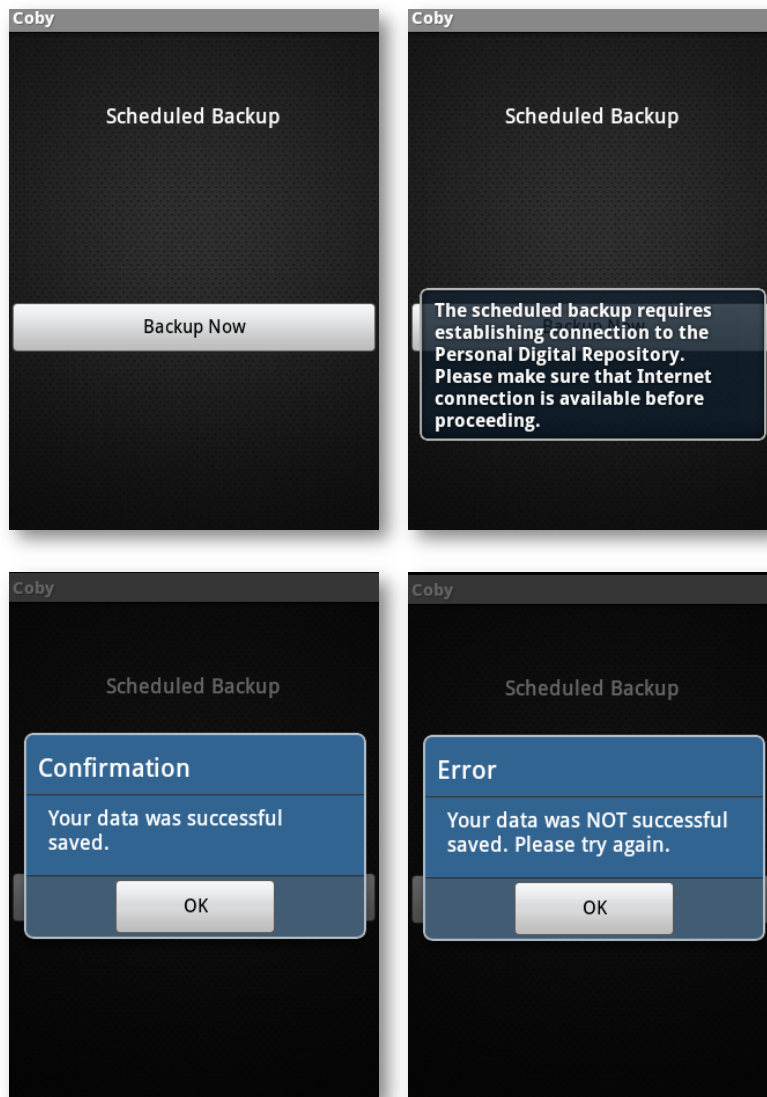 Coby
Scheduled Backup
Backup Now
Coby
Scheduled Backup
Backup Now
The scheduled backup requires
establishing connection to the
Personal Digital Repository.
Please make sure that Internet
connection is available before
proceeding.
Coby
Scheduled Backup
Confirmation
Your data was successful
saved.
OK
Coby
Scheduled Backup
Error
Your data was NOT successful
saved. Please try again.
OK